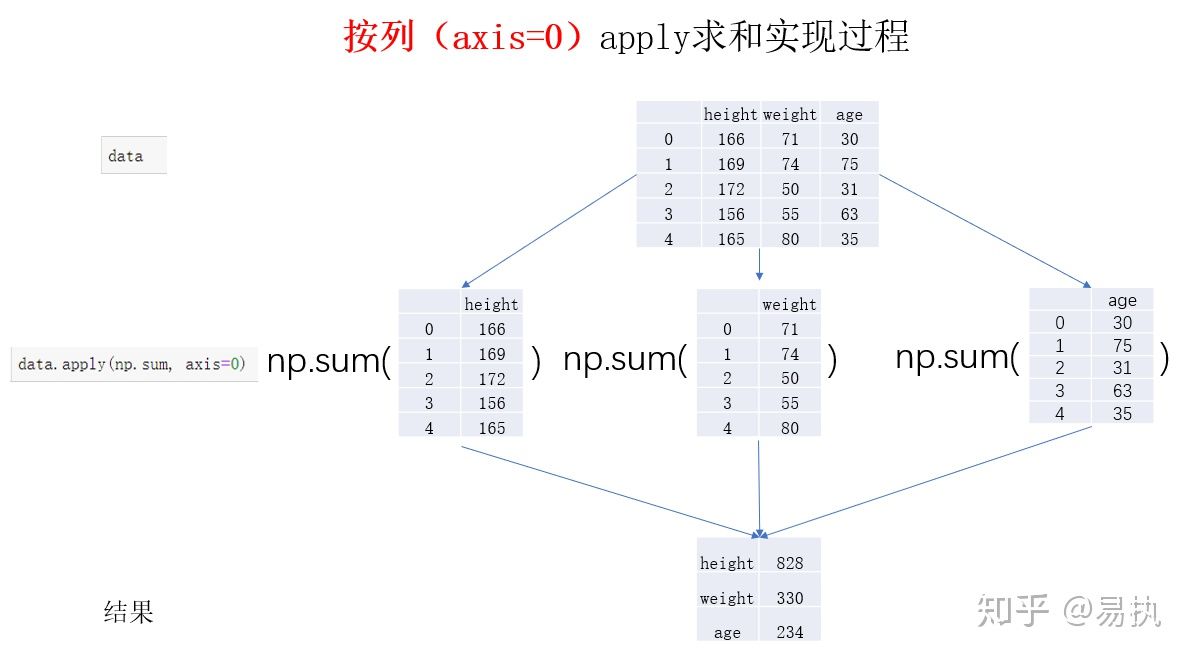 按列（axis=0）apply求和实现过程
data
height weight age
0 166 71 30
1 169 74 75
2 172 50 31
3 156 55 63
4 165 80 35
data.apply(np.sum, axis=0)
np.sum(
height
0 166
1 169
2 172
3 156
4 165
)
np.sum(
weight
0 71
1 74
2 50
3 55
4 80
)
np.sum(
age
0 30
1 75
2 31
3 63
4 35
)
结果
height 828
weight 330
age 234
知乎 @易执